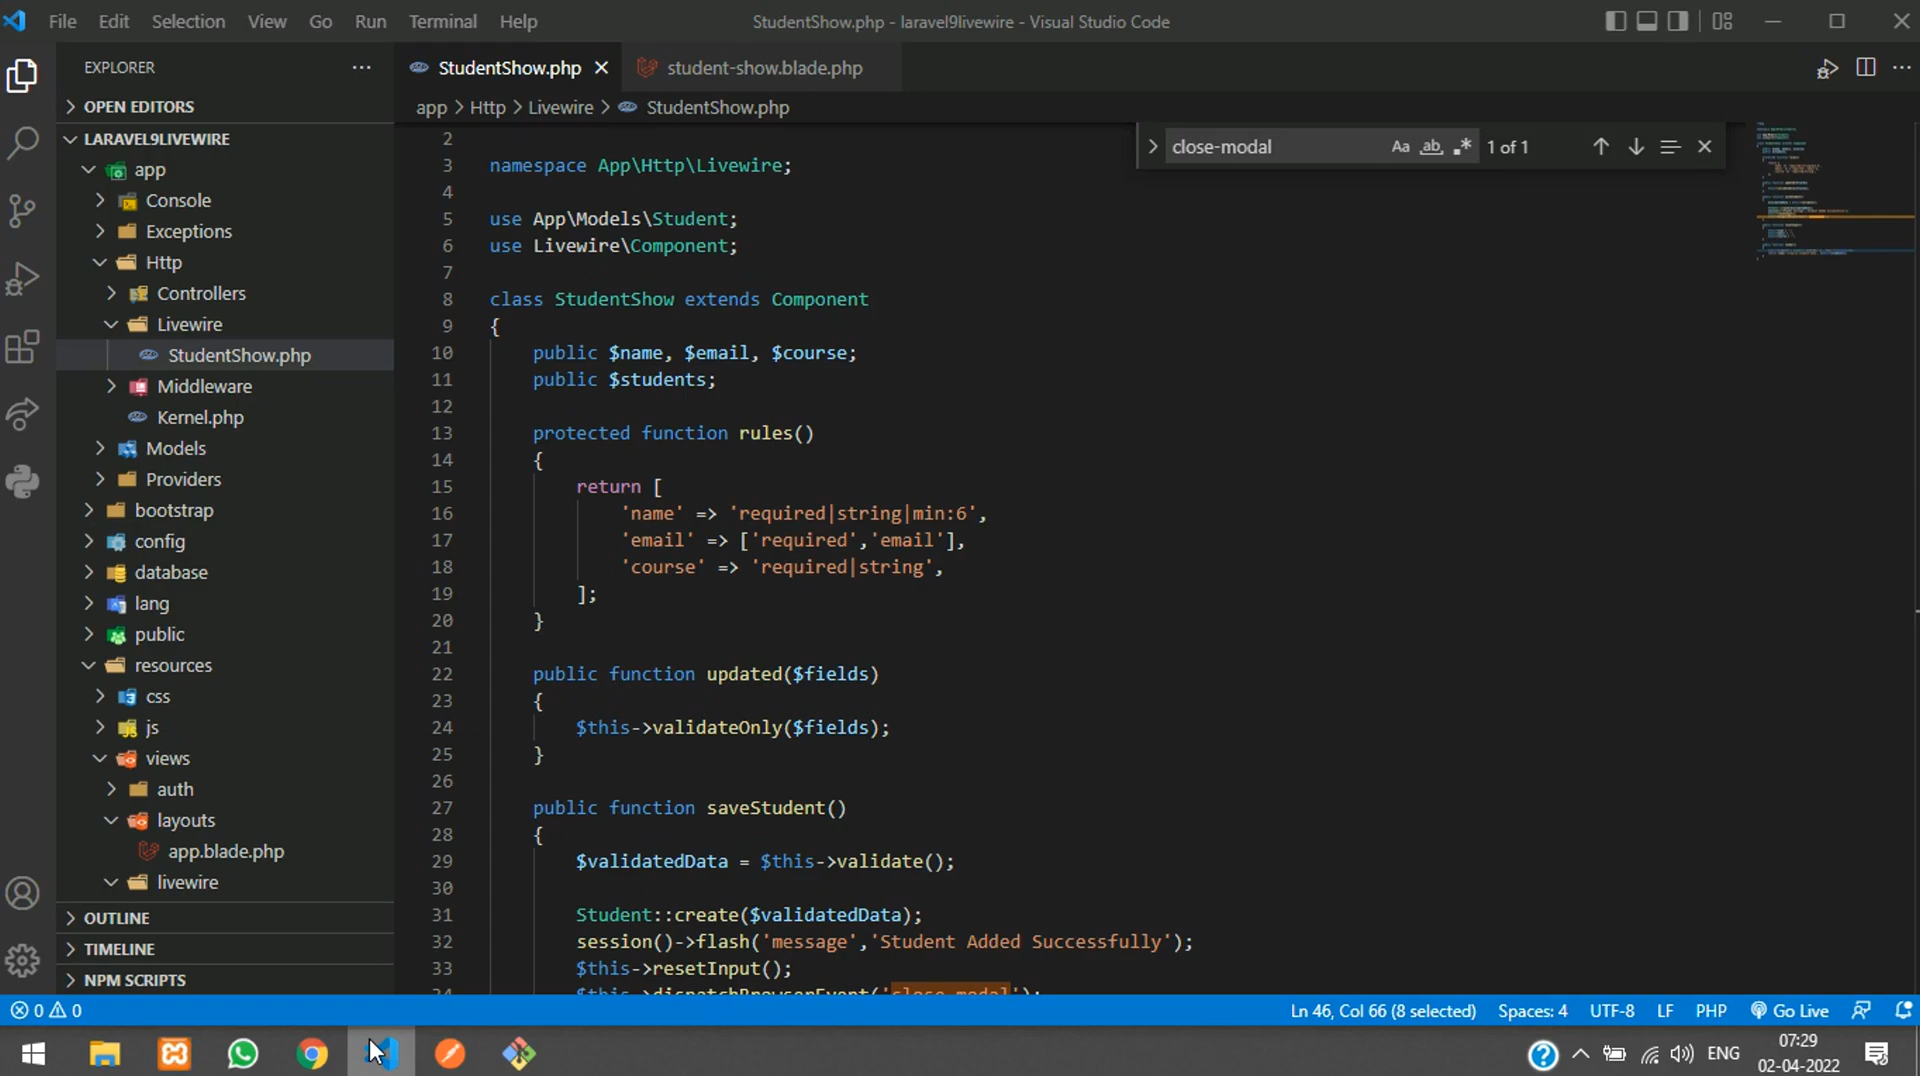 File Edit Selection View Go Run Terminal Help
StudentShow.php - laravel9livewire - Visual Studio Code
EXPLORER
OPEN EDITORS
LARAVEL9LIVEWIRE
app
Console
Exceptions
Http
Controllers
Livewire
StudentShow.php
Middleware
Kernel.php
Models
Providers
bootstrap
config
database
lang
public
resources
css
js
views
auth
layouts
app.blade.php
livewire
OUTLINE
TIMELINE
NPM SCRIPTS
StudentShow.php student-show.blade.php
app > Http > Livewire > StudentShow.php
close-modal Aa ab 1 of 1
2
3 namespace App\Http\Livewire;
4
5 use App\Models\Student;
6 use Livewire\Component;
7
8 class StudentShow extends Component
9 {
10 public $name, $email, $course;
11 public $students;
12
13 protected function rules()
14 {
15 return [
16 'name' => 'required|string|min:6',
17 'email' => ['required','email'],
18 'course' => 'required|string',
19 ];
20 }
21
22 public function updated($fields)
23 {
24 $this->validateOnly($fields);
25 }
26
27 public function saveStudent()
28 {
29 $validatedData = $this->validate();
30
31 Student::create($validatedData);
32 session()->flash('message','Student Added Successfully');
33 $this->resetInput();
34 $this->dispatchBrowserEvent('close-modal');
0 0
Ln 46, Col 66 (8 selected) Spaces: 4 UTF-8 LF PHP Go Live
ENG
07:29
02-04-2022